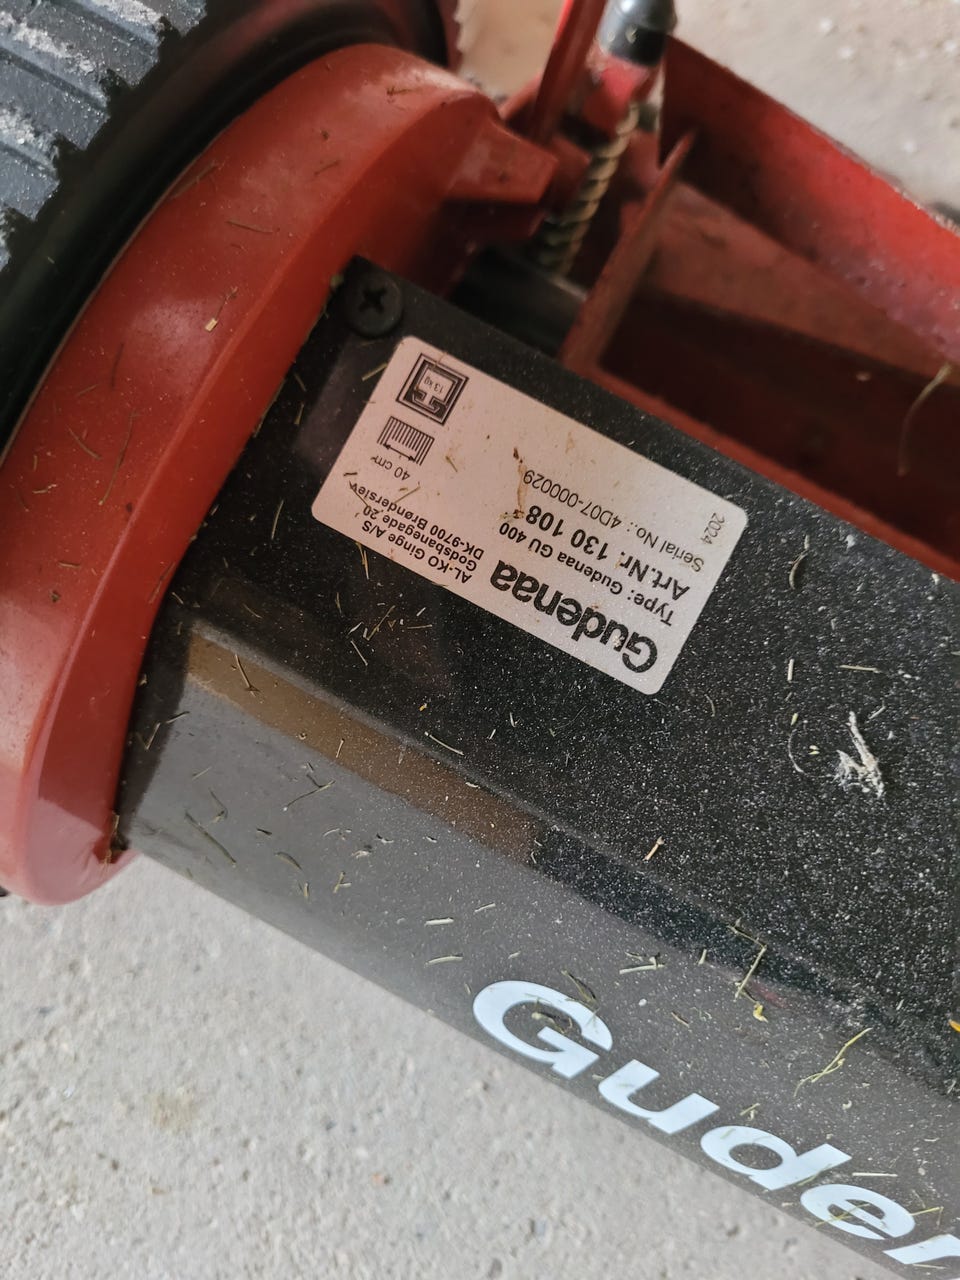 Gudenaa
AL-KO Ginge A/S
Godsbanegade 20
DK-9700 Brønderslev
Type: Gudenaa GU 400
Art.Nr. 130 108
Serial No.: 4D07-000029
2024
40 cm
13 kg
Guden